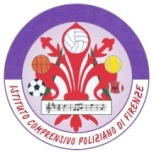 ISTITUTO COMPRENSIVO POLIZIANO DI FIRENZE